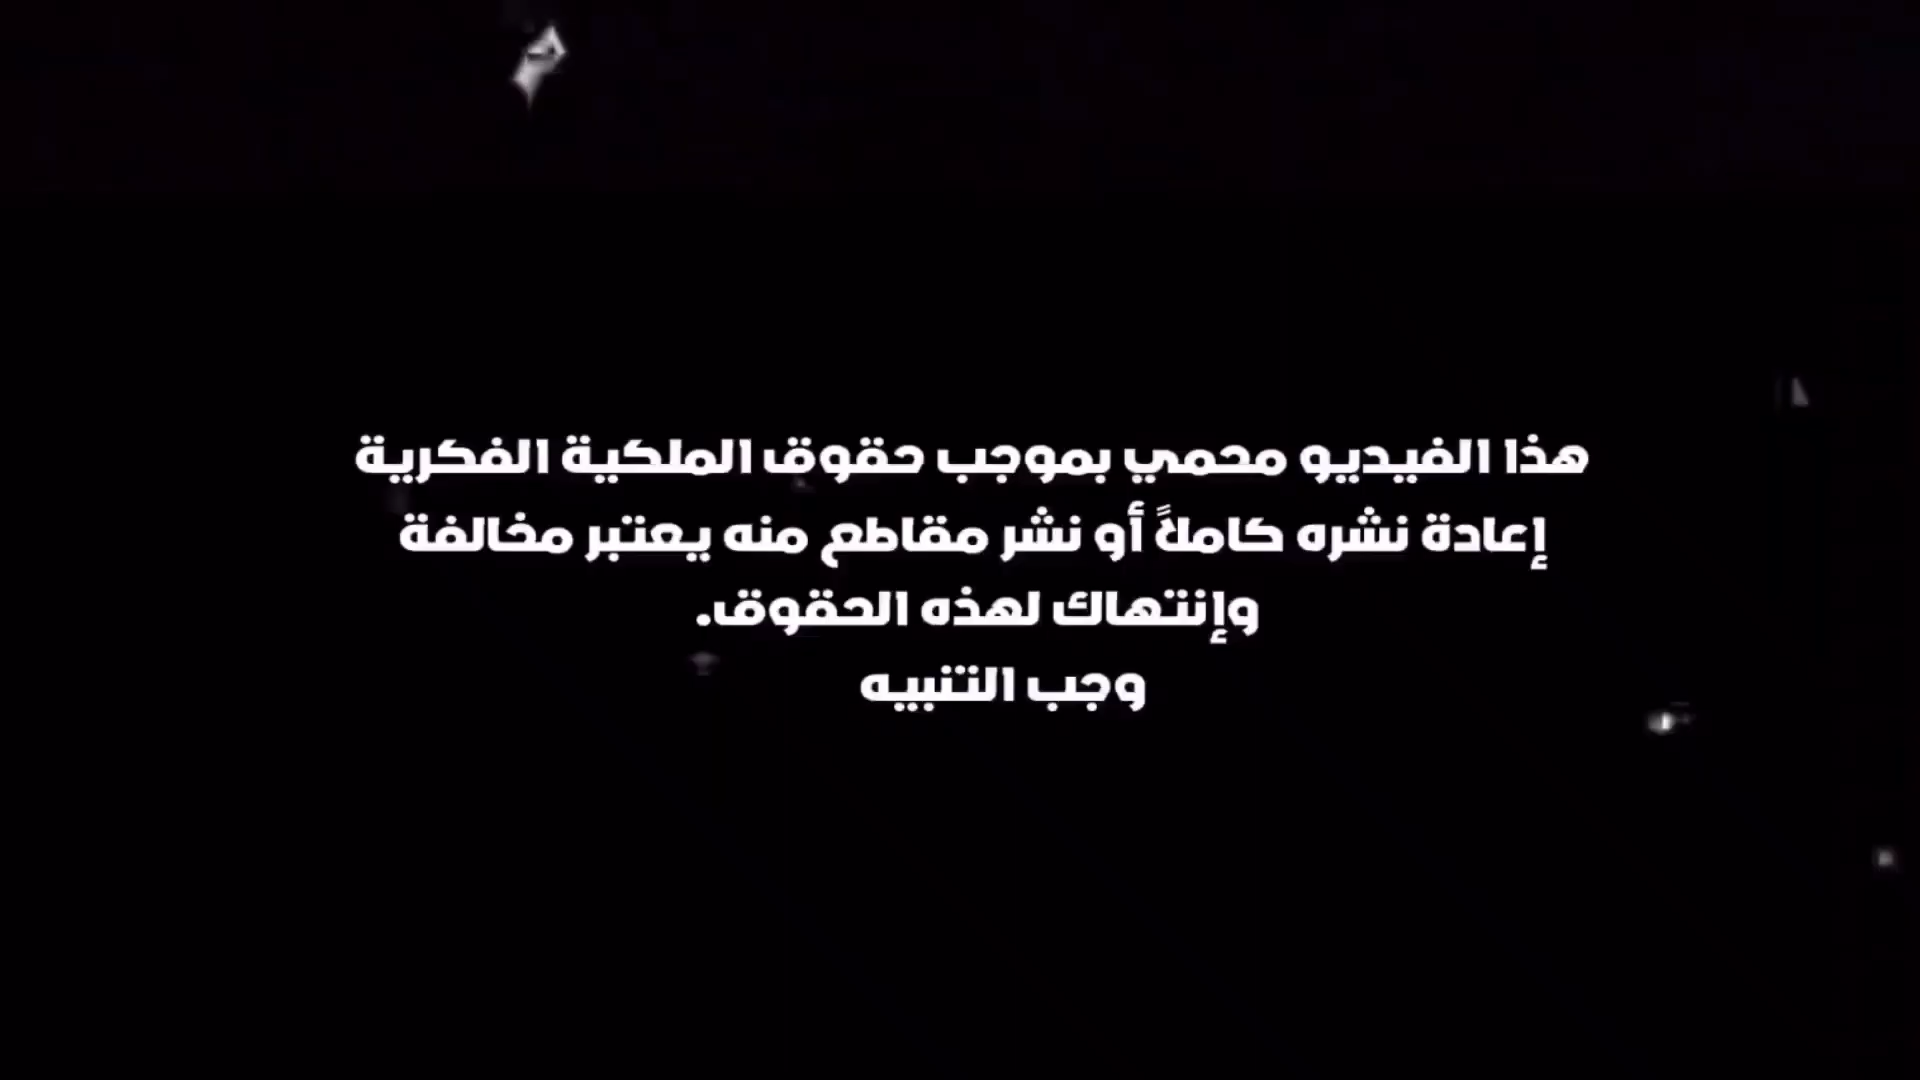 هذا الفيديو محمي بموجب حقوق الملكية الفكرية
إعادة نشره كاملاً أو نشر مقاطع منه يعتبر مخالفة
وإنتهاك لهذه الحقوق.
وجب التنبيه